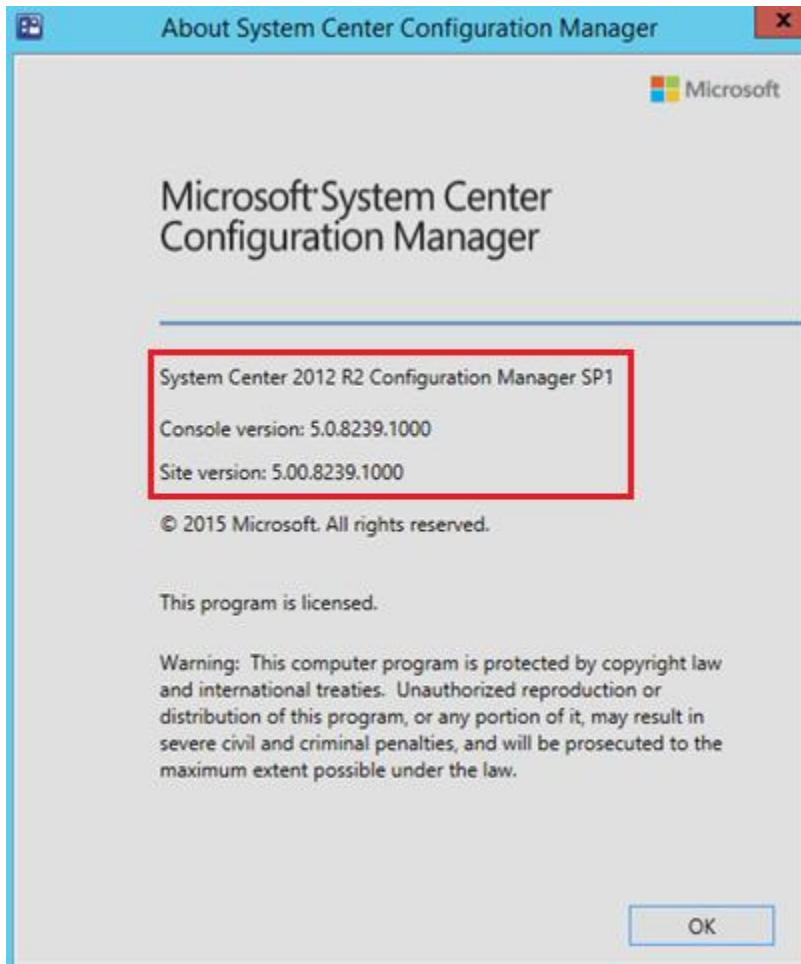 About System Center Configuration Manager
x
Microsoft
Microsoft System Center
Configuration Manager
System Center 2012 R2 Configuration Manager SP1
Console version: 5.0.8239.1000
Site version: 5.00.8239.1000
© 2015 Microsoft. All rights reserved.
This program is licensed.
Warning: This computer program is protected by copyright law
and international treaties. Unauthorized reproduction or
distribution of this program, or any portion of it, may result in
severe civil and criminal penalties, and will be prosecuted to the
maximum extent possible under the law.
OK